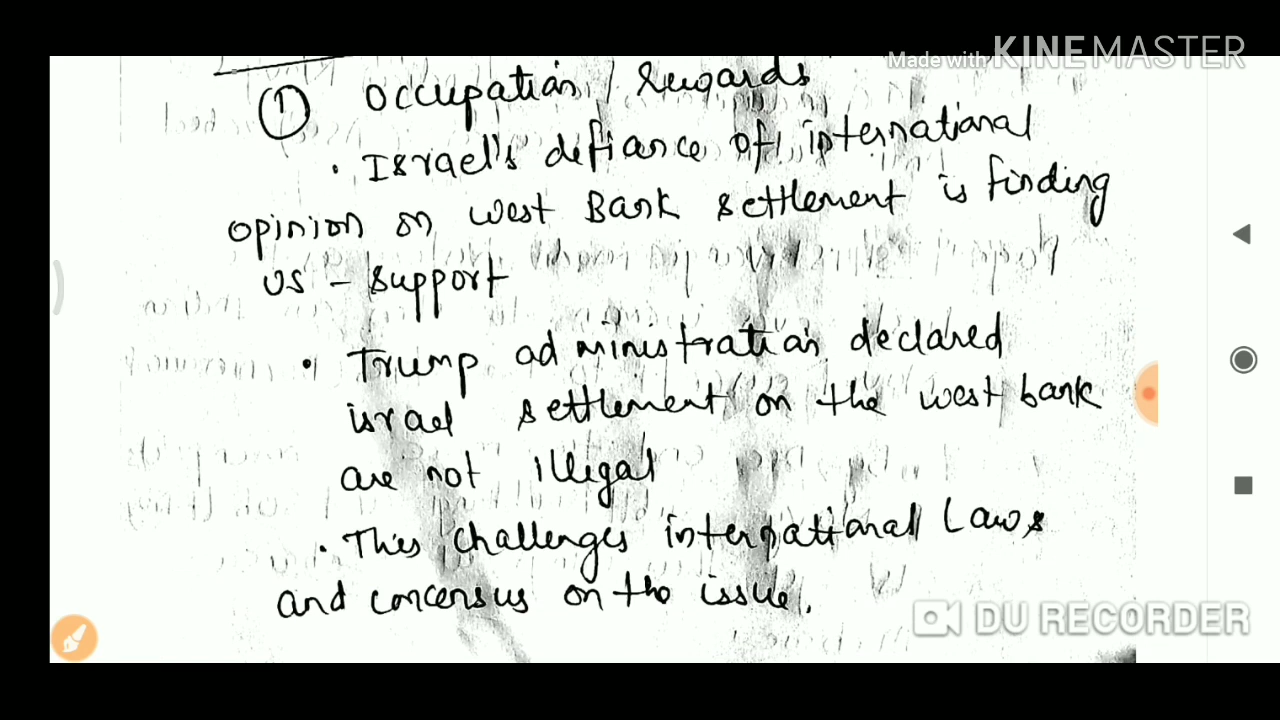 Made with KINEMASTER
① Occupation / rewards
• Israel's defiance of international
opinion on west Bank settlement is finding
US - support
• Trump administration declared
israel settlement on the west bank
are not illegal
• This challenges international Laws
and concensus on the issue.
DU RECORDER